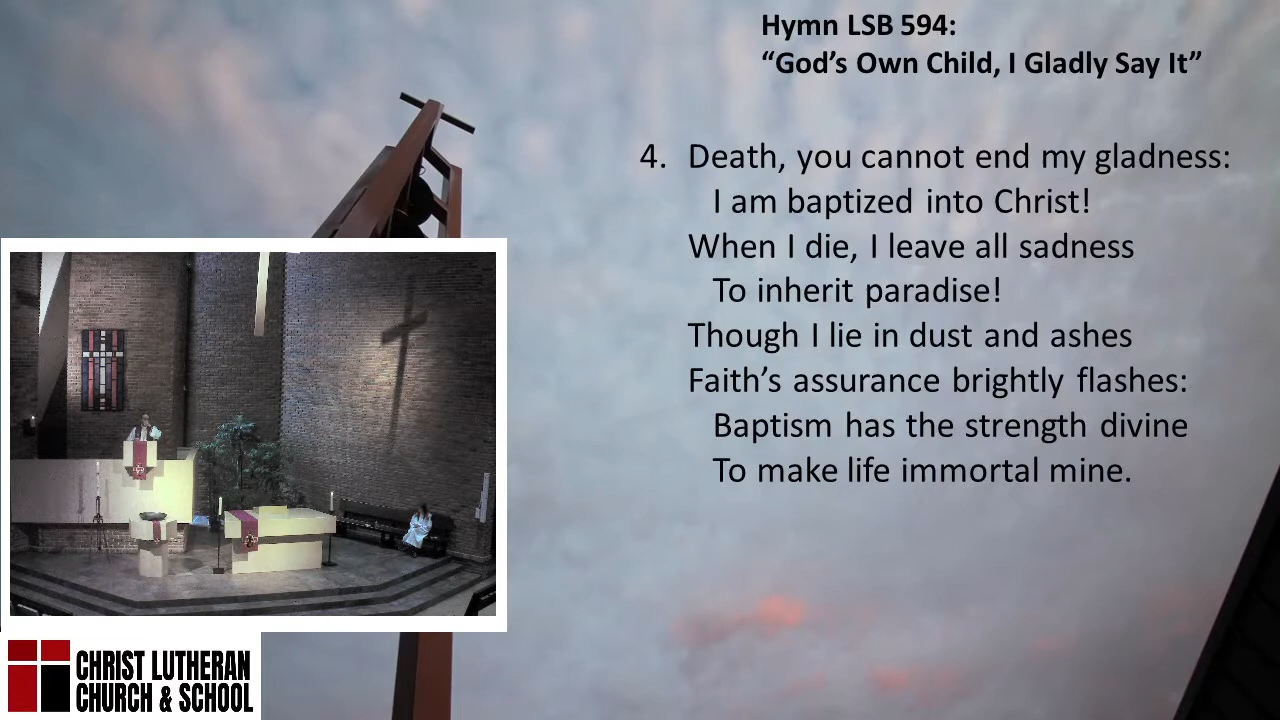 Hymn LSB 594:
“God’s Own Child, I Gladly Say It”
4. Death, you cannot end my gladness:
I am baptized into Christ!
When I die, I leave all sadness
To inherit paradise!
Though I lie in dust and ashes
Faith’s assurance brightly flashes:
Baptism has the strength divine
To make life immortal mine.
CHRIST LUTHERAN
CHURCH & SCHOOL